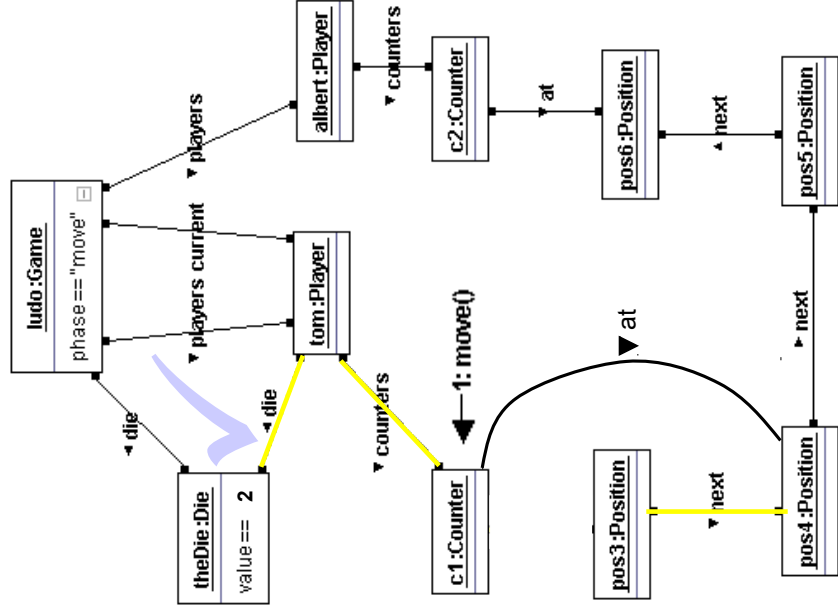 ludo :Game
phase =="move"
die
players
current
players
theDie :Die
value == 2
die
tom :Player
albert :Player
counters
counters
c1 :Counter
1: move()
c2 :Counter
at
at
pos3 :Position
pos6 :Position
next
next
pos4 :Position
next
pos5 :Position